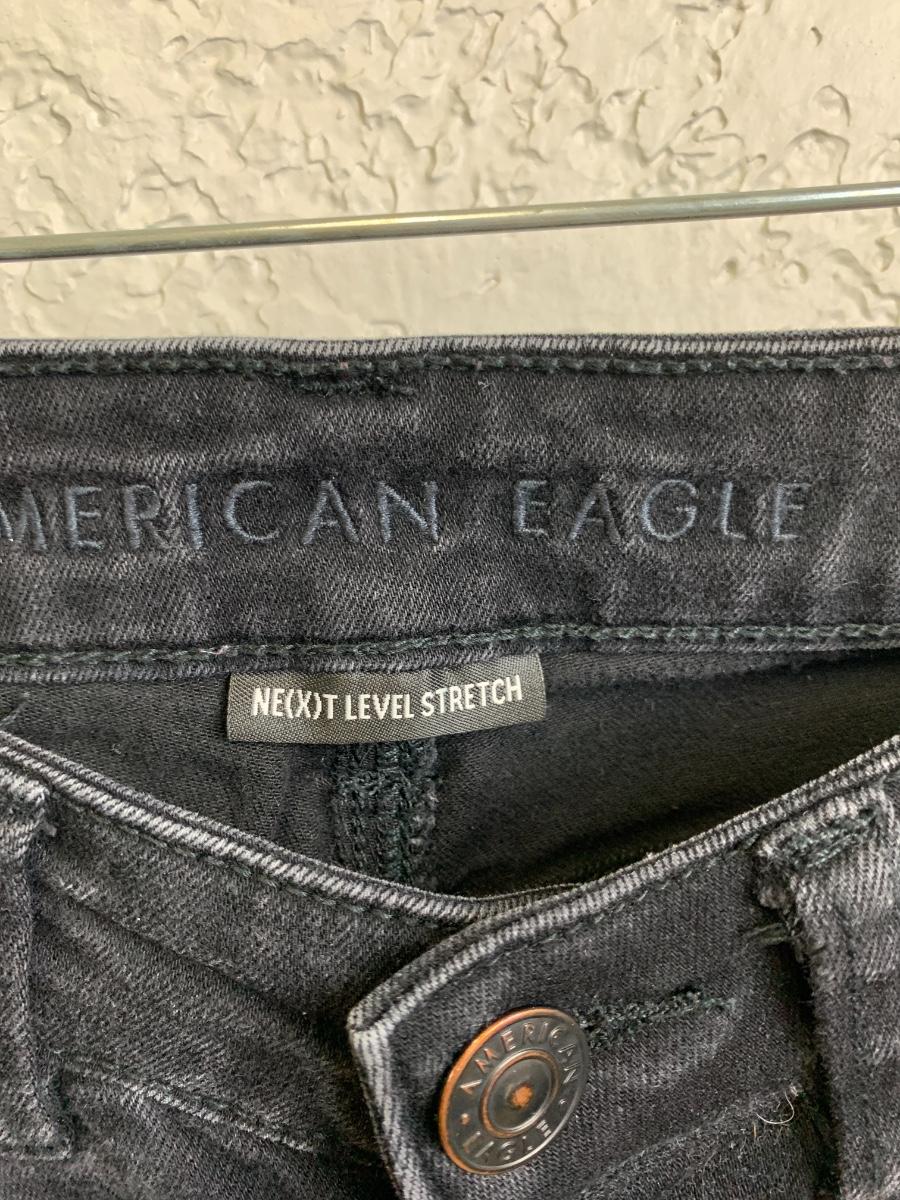 MERICAN EAGLE
NE(X)T LEVEL STRETCH
AMERICAN
EAGLE